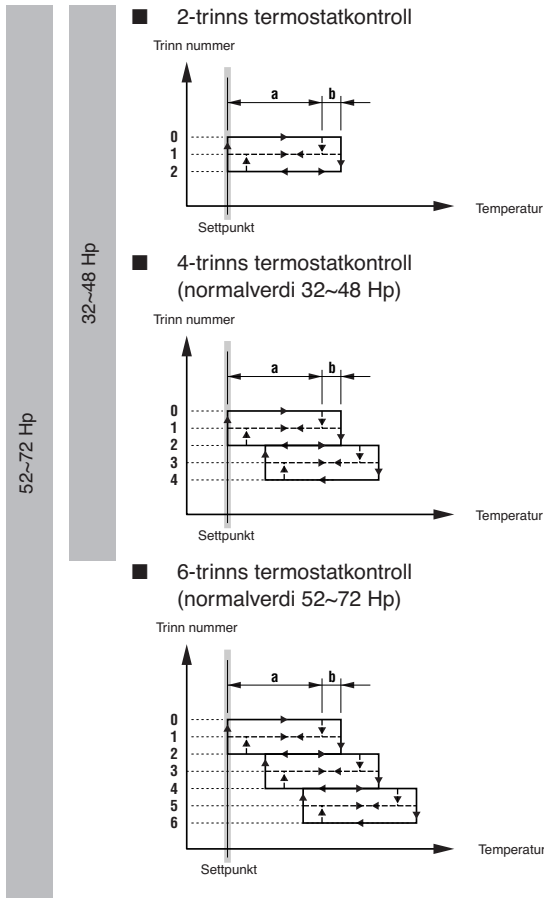 ■ 2-trinns termostatkontroll
Trinn nummer
a b
0
1
2
Temperatur
Settpunkt
■ 4-trinns termostatkontroll
(normalverdi 32~48 Hp)
Trinn nummer
a b
0
1
2
3
4
Temperatur
Settpunkt
■ 6-trinns termostatkontroll
(normalverdi 52~72 Hp)
Trinn nummer
a b
0
1
2
3
4
5
6
Temperatur
Settpunkt
32~48 Hp
52~72 Hp